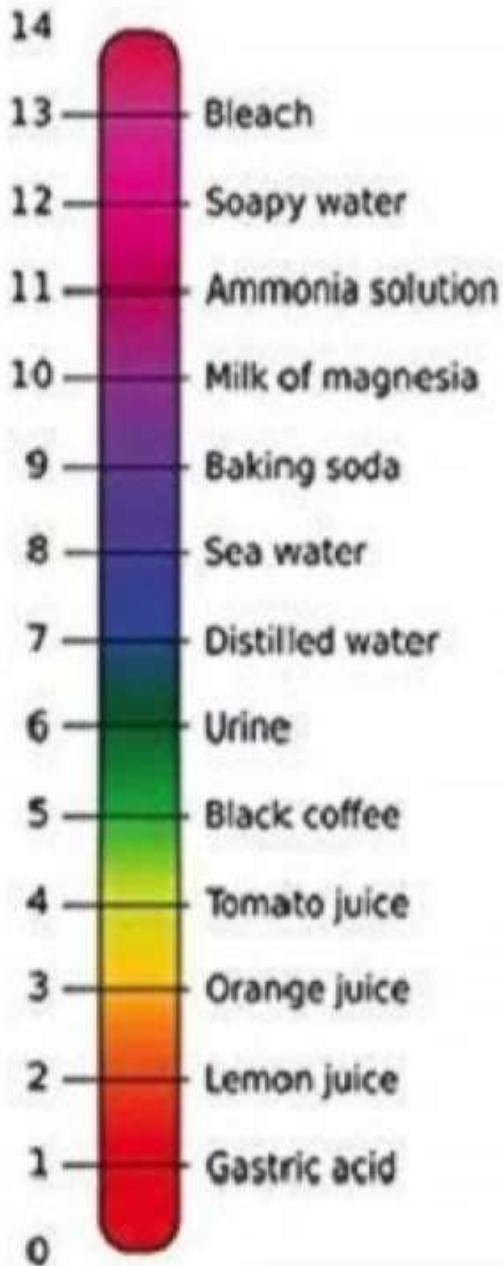 14
13 Bleach
12 Soapy water
11 Ammonia solution
10 Milk of magnesia
9 Baking soda
8 Sea water
7 Distilled water
6 Urine
5 Black coffee
4 Tomato juice
3 Orange juice
2 Lemon juice
1 Gastric acid
0